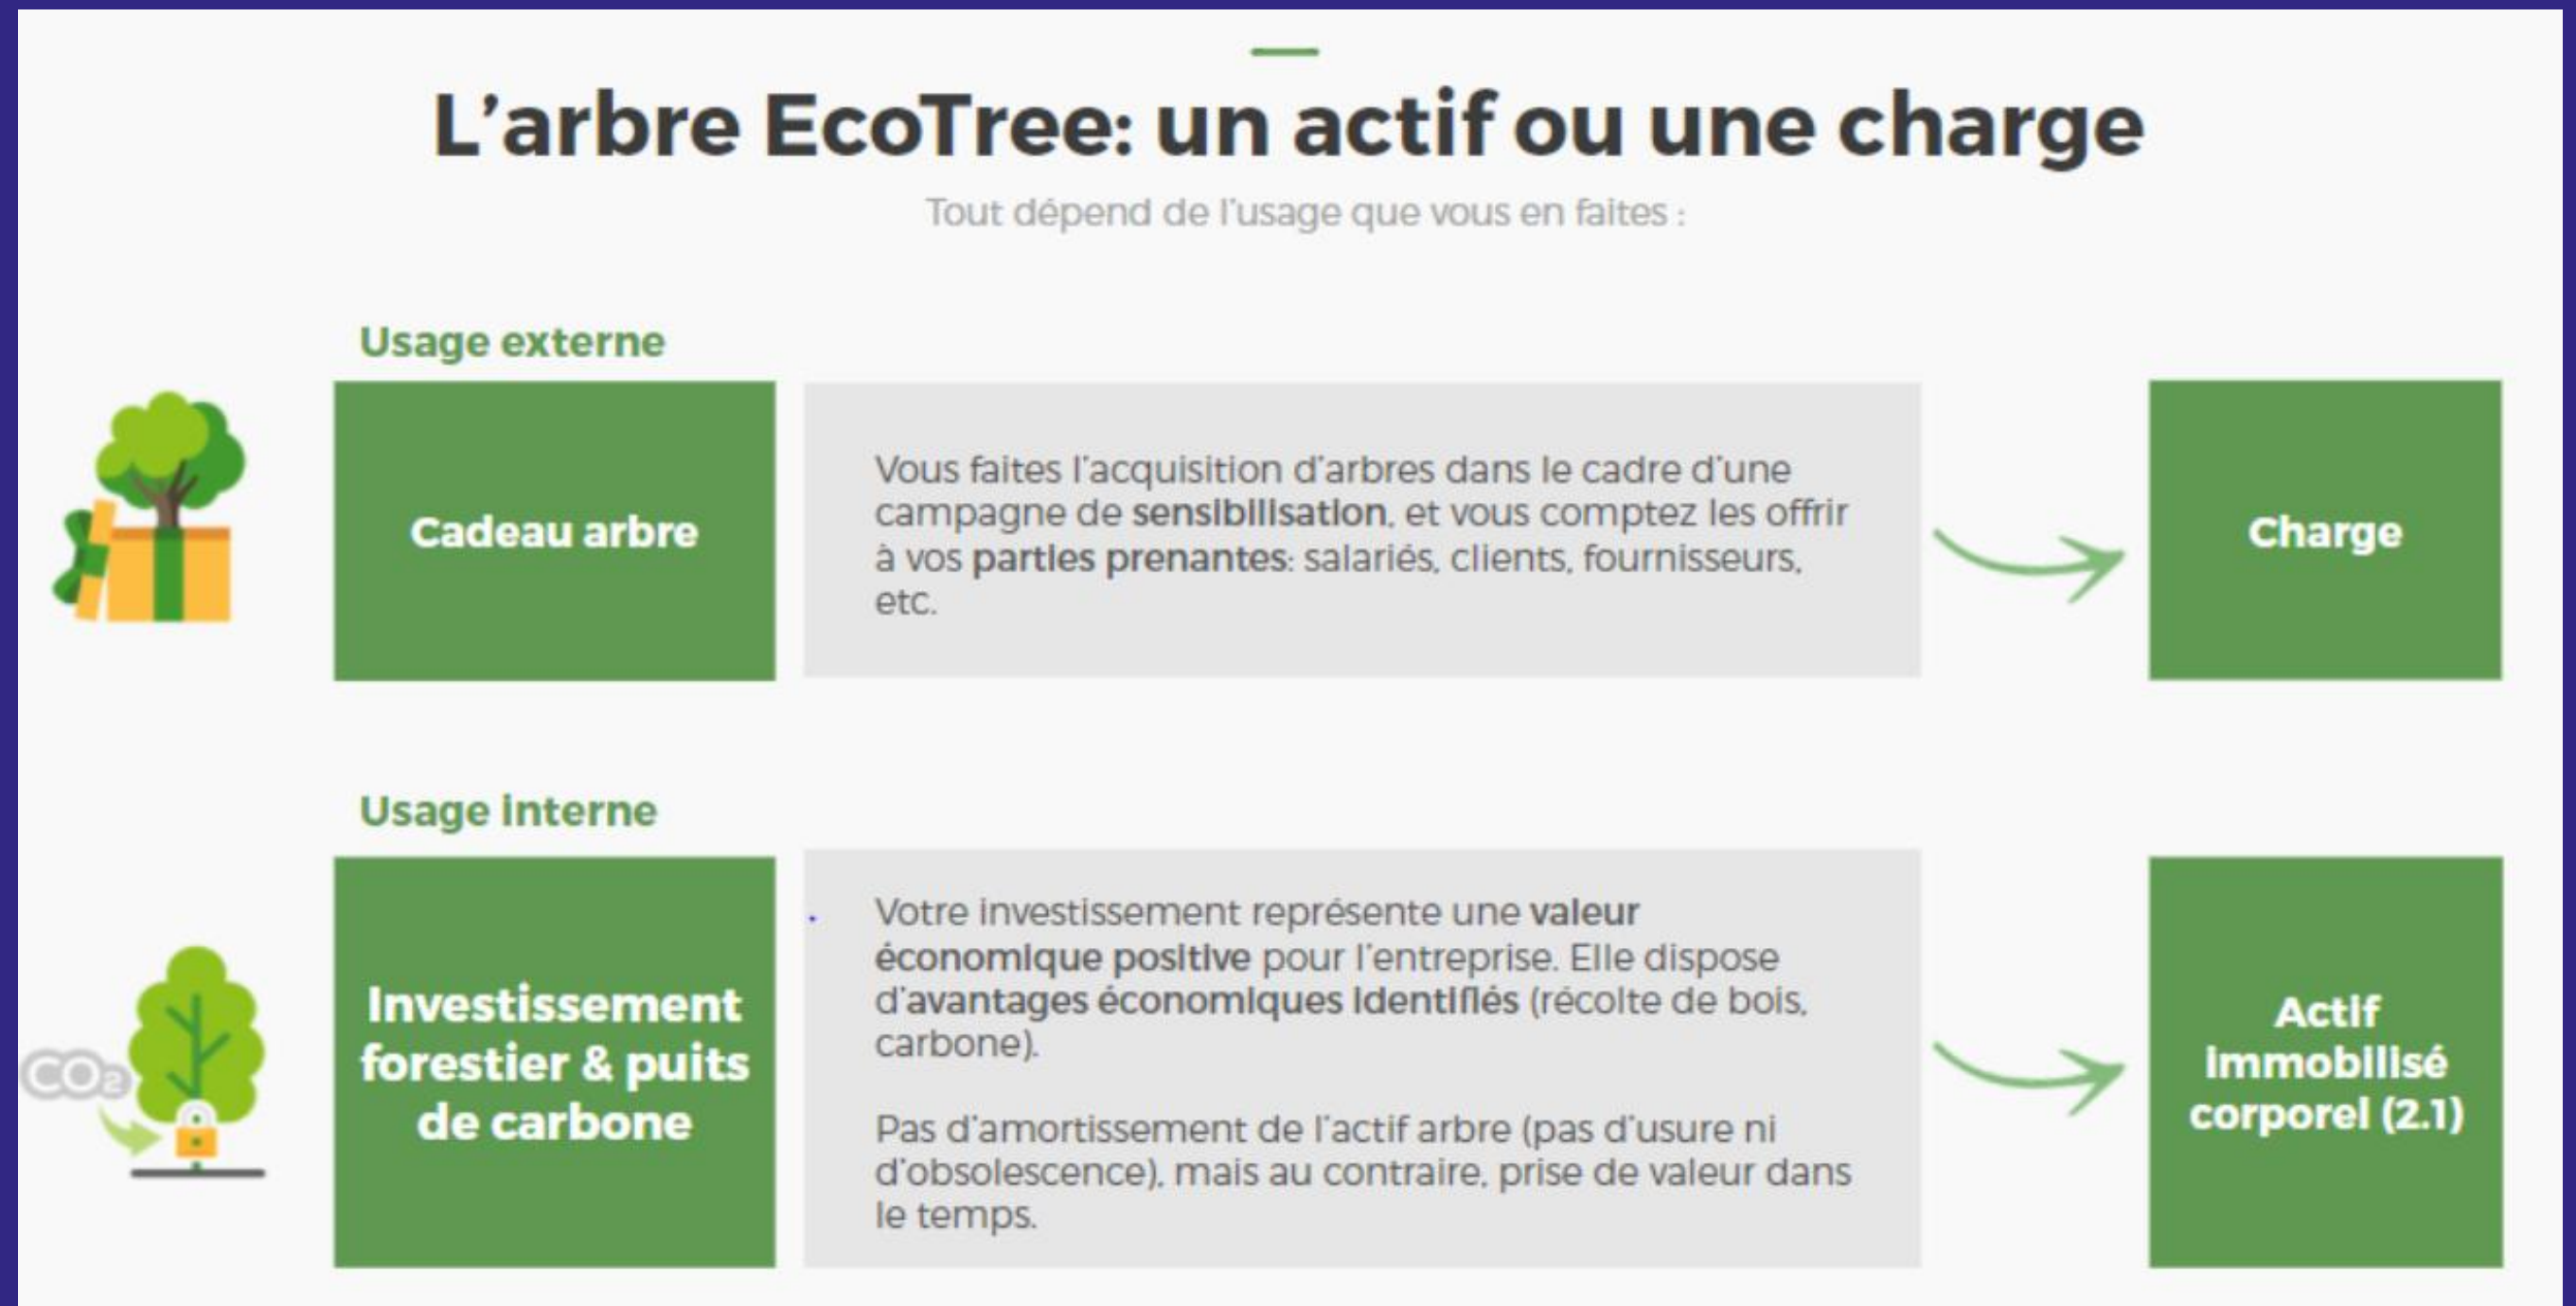 L'arbre EcoTree: un actif ou une charge
Tout dépend de l'usage que vous en faites :
Usage externe
Cadeau arbre
Vous faites l'acquisition d'arbres dans le cadre d'une
campagne de sensibilisation, et vous comptez les offrir
à vos parties prenantes: salariés, clients, fournisseurs,
etc.
Charge
Usage interne
CO2
Investissement
forestier & puits
de carbone
Votre investissement représente une valeur
économique positive pour l'entreprise. Elle dispose
d'avantages économiques identifiés (récolte de bois,
carbone).
Pas d'amortissement de l'actif arbre (pas d'usure ni
d'obsolescence), mais au contraire, prise de valeur dans
le temps.
Actif
immobilisé
corporel (2.1)